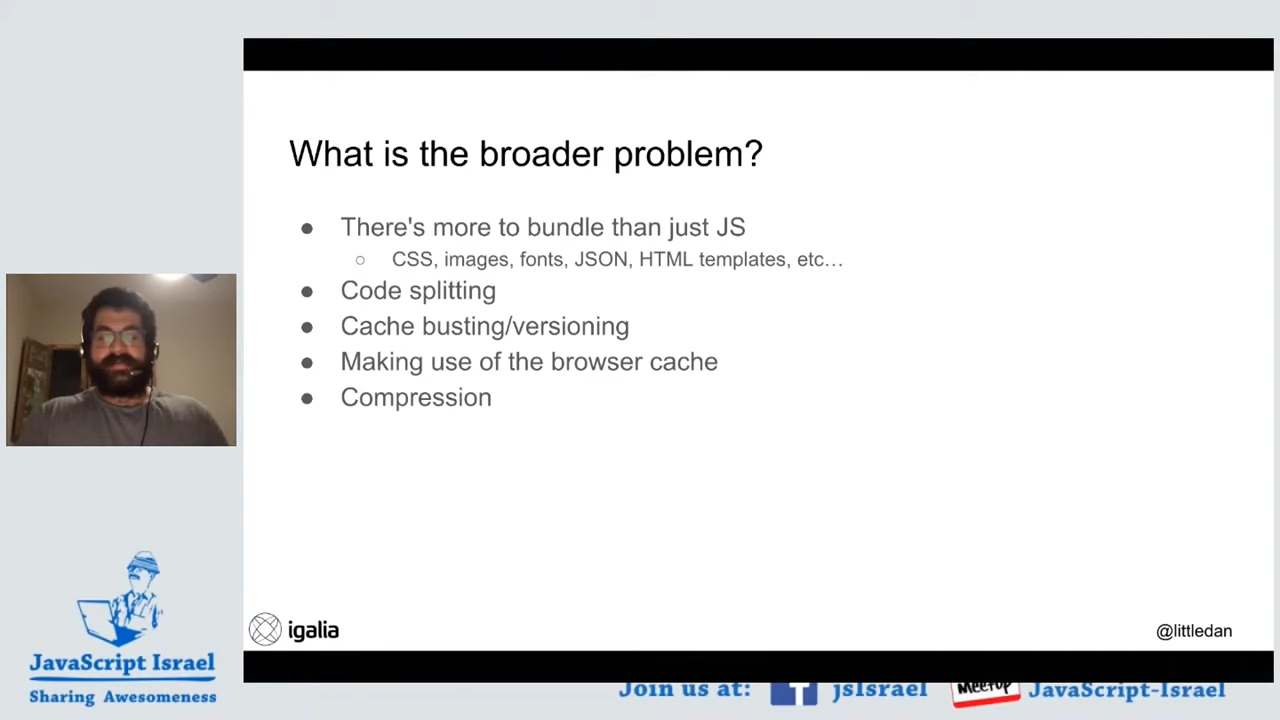 What is the broader problem?
● There's more to bundle than just JS
○ CSS, images, fonts, JSON, HTML templates, etc…
● Code splitting
● Cache busting/versioning
● Making use of the browser cache
● Compression
igalia
@littledan
JavaScript Israel
Sharing Awesomeness
Join us at: f jsIsrael Meetup JavaScript-Israel